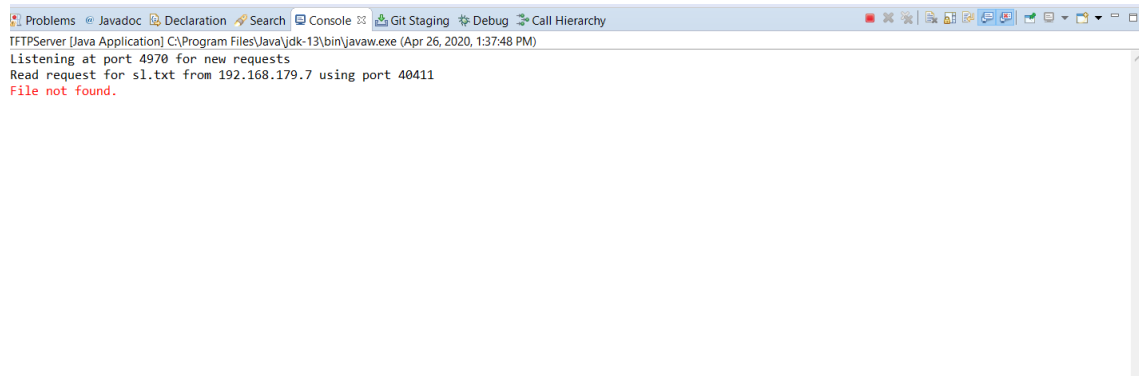 Problems @ Javadoc Declaration Search Console Git Staging Debug Call Hierarchy
TFTPServer [Java Application] C:\Program Files\Java\jdk-13\bin\javaw.exe (Apr 26, 2020, 1:37:48 PM)
Listening at port 4970 for new requests
Read request for sl.txt from 192.168.179.7 using port 40411
File not found.